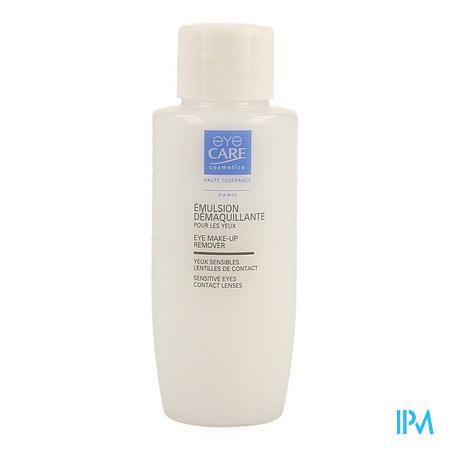 eye
CARE
cosmetics
HAUTE TOLERANCE
PARIS
ÉMULSION
DÉMAQUILLANTE
POUR LES YEUX
EYE MAKE-UP
REMOVER
YEUX SENSIBLES
LENTILLES DE CONTACT
SENSITIVE EYES
CONTACT LENSES
IPM